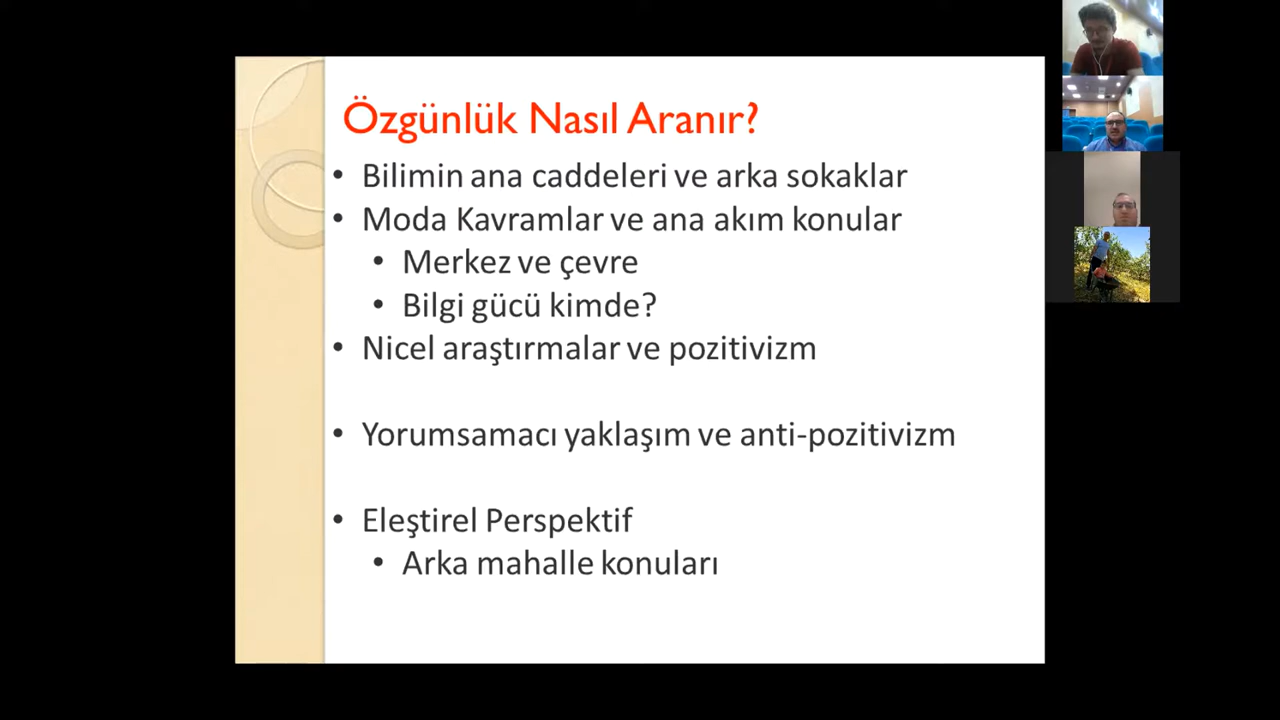 Özgünlük Nasıl Aranır?
• Bilimin ana caddeleri ve arka sokaklar
• Moda Kavramlar ve ana akım konular
• Merkez ve çevre
• Bilgi gücü kimde?
• Nicel araştırmalar ve pozitivizm
• Yorumsamacı yaklaşım ve anti-pozitivizm
• Eleştirel Perspektif
• Arka mahalle konuları